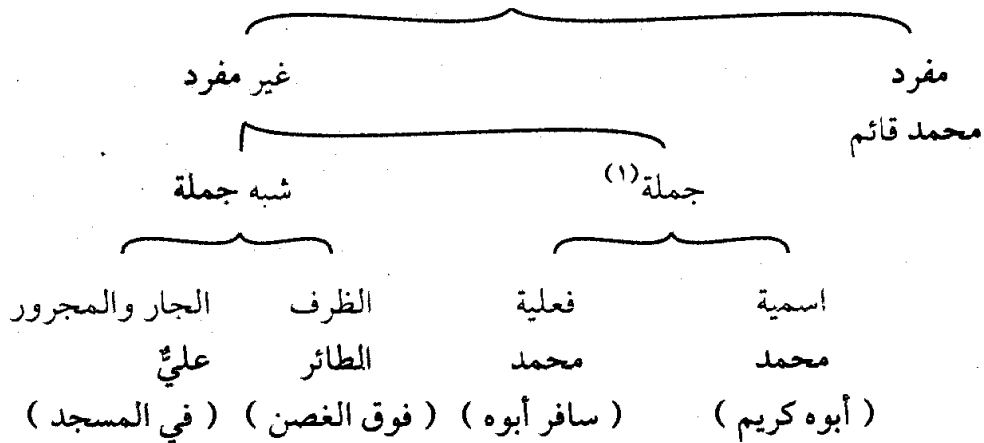 مفرد غير مفرد
محمد قائم
جملة(١) شبه جملة
اسمية فعلية الظرف الجار والمجرور
محمد محمد الطائر عليٌّ
( أبوه كريم ) ( سافر أبوه ) ( فوق الغصن ) ( في المسجد )